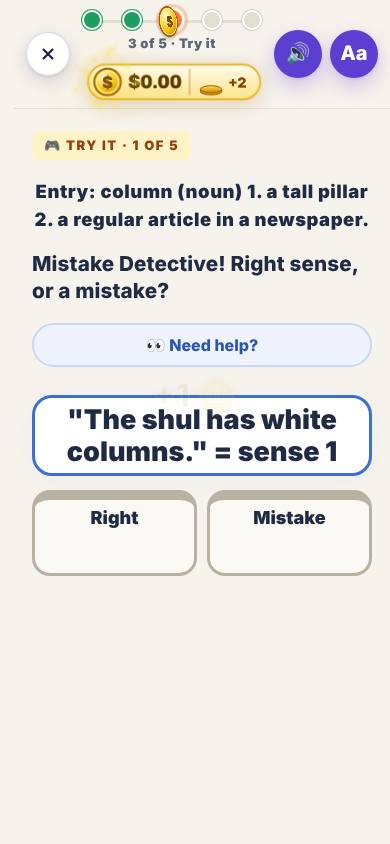 3 of 5 · Try it
$0.00
+2
Aa
🎮 TRY IT · 1 OF 5
Entry: column (noun) 1. a tall pillar
2. a regular article in a newspaper.
Mistake Detective! Right sense,
or a mistake?
👀 Need help?
+1
"The shul has white
columns." = sense 1
Right
Mistake